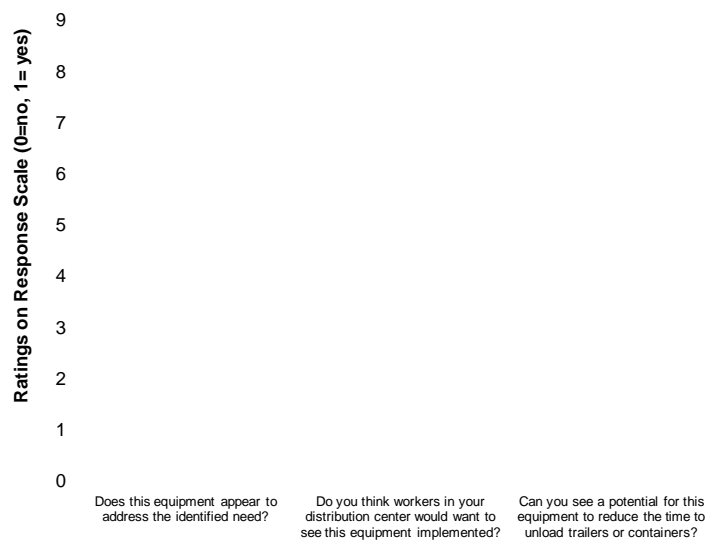 Ratings on Response Scale (0=no, 1= yes)
9
8
7
6
5
4
3
2
1
0
Does this equipment appear to
address the identified need?
Do you think workers in your
distribution center would want to
see this equipment implemented?
Can you see a potential for this
equipment to reduce the time to
unload trailers or containers?